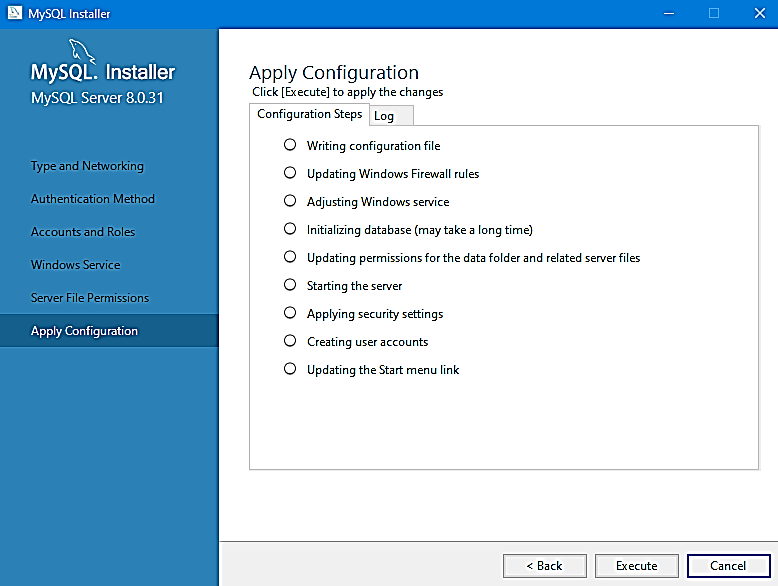 MySQL Installer
MySQL. Installer
MySQL Server 8.0.31
Type and Networking
Authentication Method
Accounts and Roles
Windows Service
Server File Permissions
Apply Configuration
Apply Configuration
Click [Execute] to apply the changes
Configuration Steps
Log
Writing configuration file
Updating Windows Firewall rules
Adjusting Windows service
Initializing database (may take a long time)
Updating permissions for the data folder and related server files
Starting the server
Applying security settings
Creating user accounts
Updating the Start menu link
< Back
Execute
Cancel